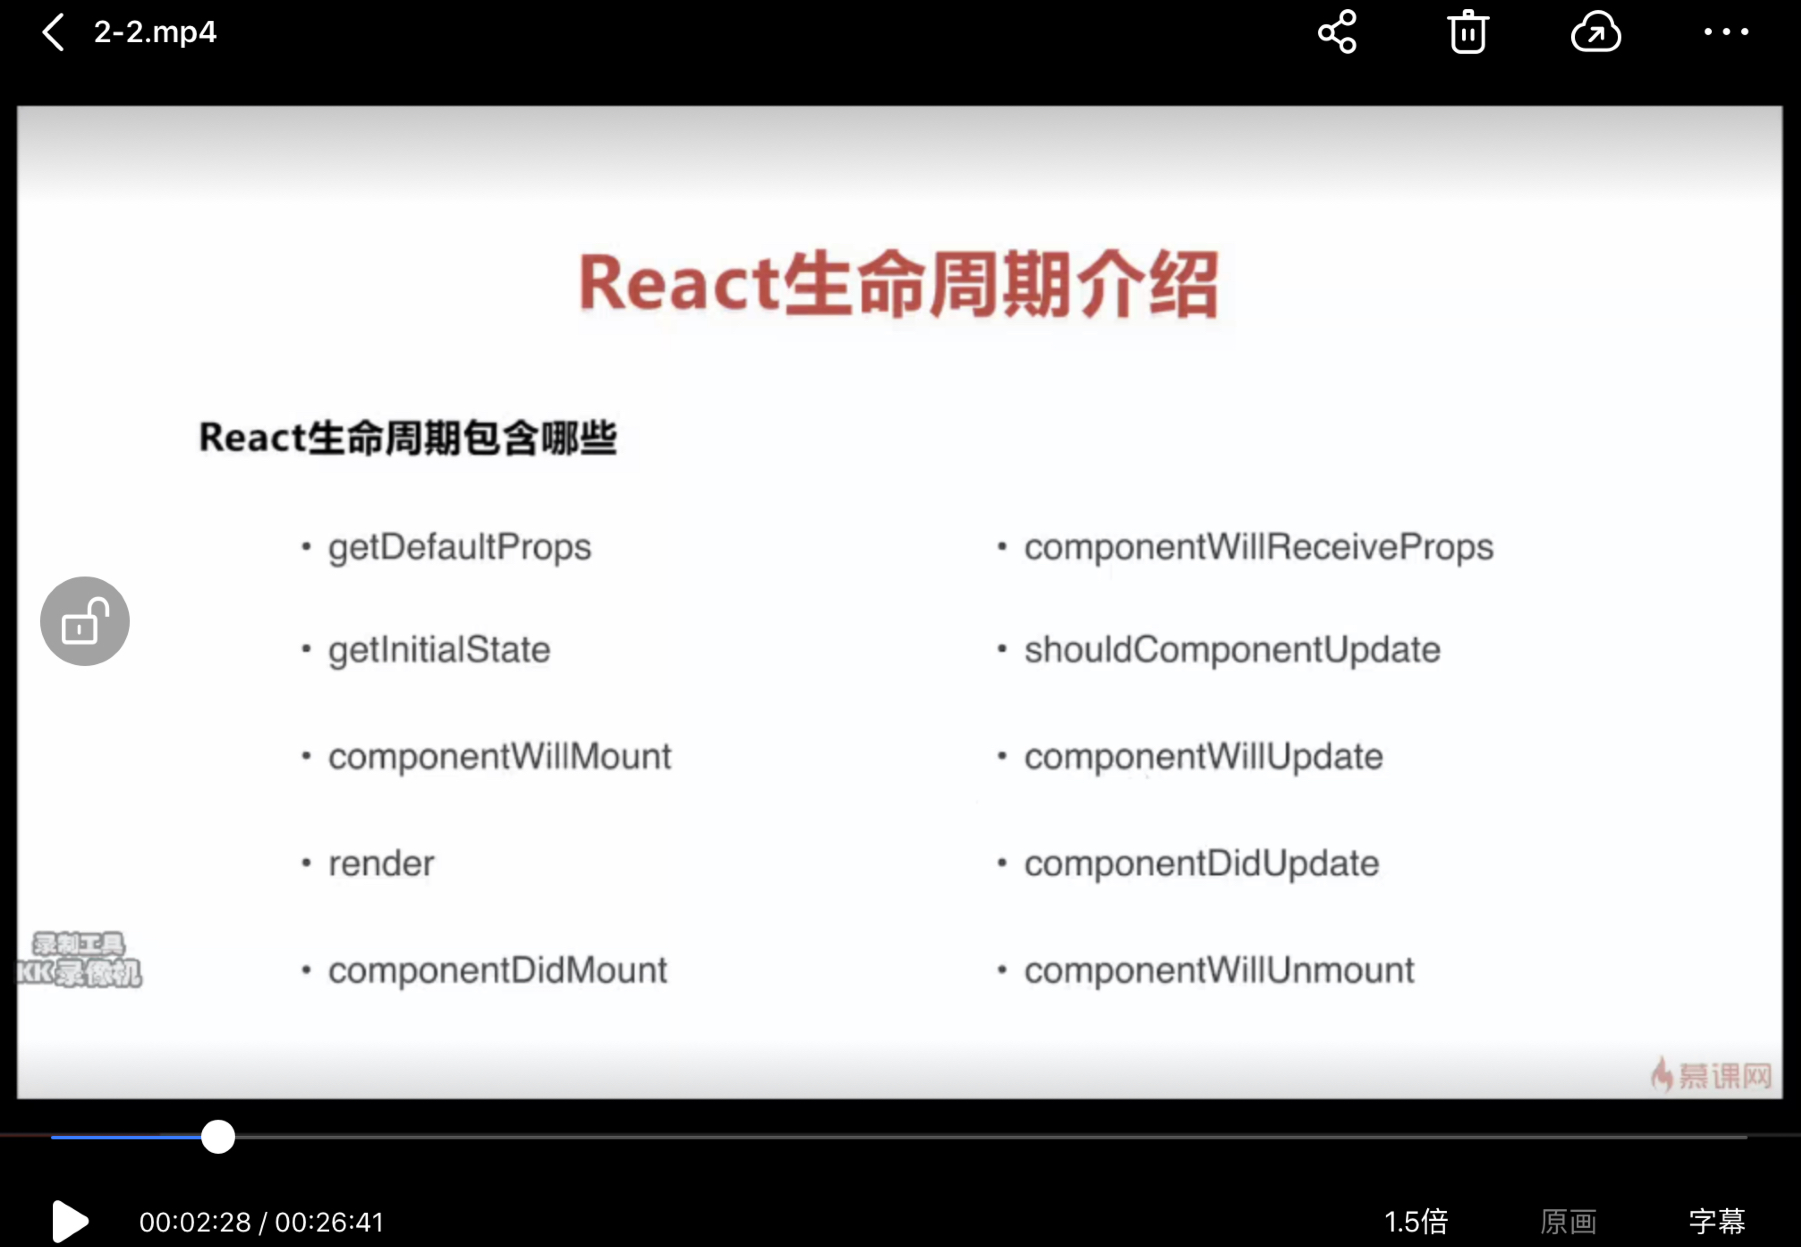 2-2.mp4
React生命周期介绍
React生命周期包含哪些
• getDefaultProps
• getInitialState
• componentWillMount
• render
• componentDidMount
• componentWillReceiveProps
• shouldComponentUpdate
• componentWillUpdate
• componentDidUpdate
• componentWillUnmount
录制工具
KK录像机
慕课网
00:02:28 / 00:26:41
1.5倍
原画
字幕